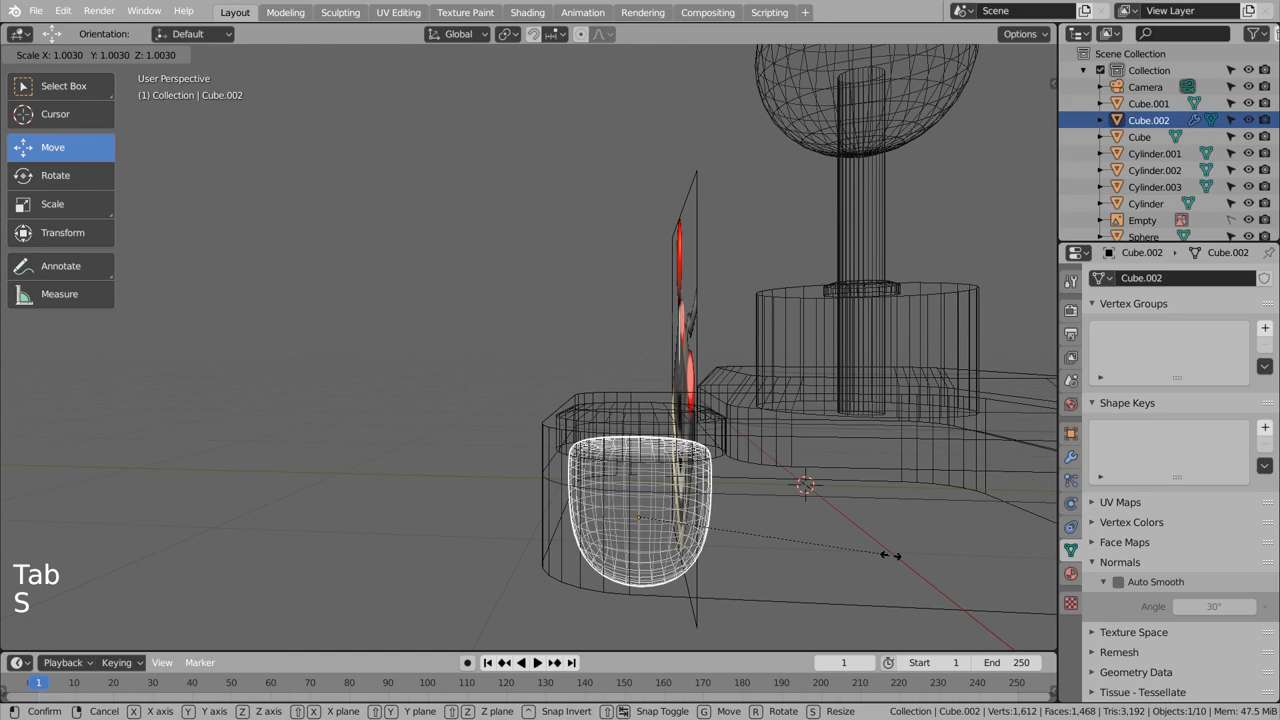 File Edit Render Window Help Layout Modeling Sculpting UV Editing Texture Paint Shading Animation Rendering Compositing Scripting + Scene View Layer
Orientation: Default Global Options
Scale X: 1.0030 Y: 1.0030 Z: 1.0030
User Perspective
(1) Collection | Cube.002
Select Box
Cursor
Move
Rotate
Scale
Transform
Annotate
Measure
Tab
S
Scene Collection
Collection
Camera
Cube.001
Cube.002
Cube
Cylinder.001
Cylinder.002
Cylinder.003
Cylinder
Empty
Sphere
Cube.002 Cube.002
Cube.002
Vertex Groups
Shape Keys
UV Maps
Vertex Colors
Face Maps
Normals
Auto Smooth
Angle 30°
Texture Space
Remesh
Geometry Data
Tissue - Tessellate
Playback Keying View Marker 1 Start 1 End 250
1 10 20 30 40 50 60 70 80 90 100 110 120 130 140 150 160 170 180 190 200 210 220 230 240 250
Confirm Cancel X X axis Y Y axis Z Z axis X X plane Y Y plane Z Z plane Snap Invert Snap Toggle G Move R Rotate S Resize Collection | Cube.002 | Verts:1,612 | Faces:1,468 | Tris:3,192 | Objects:1/10 | Mem: 47.5 MiB